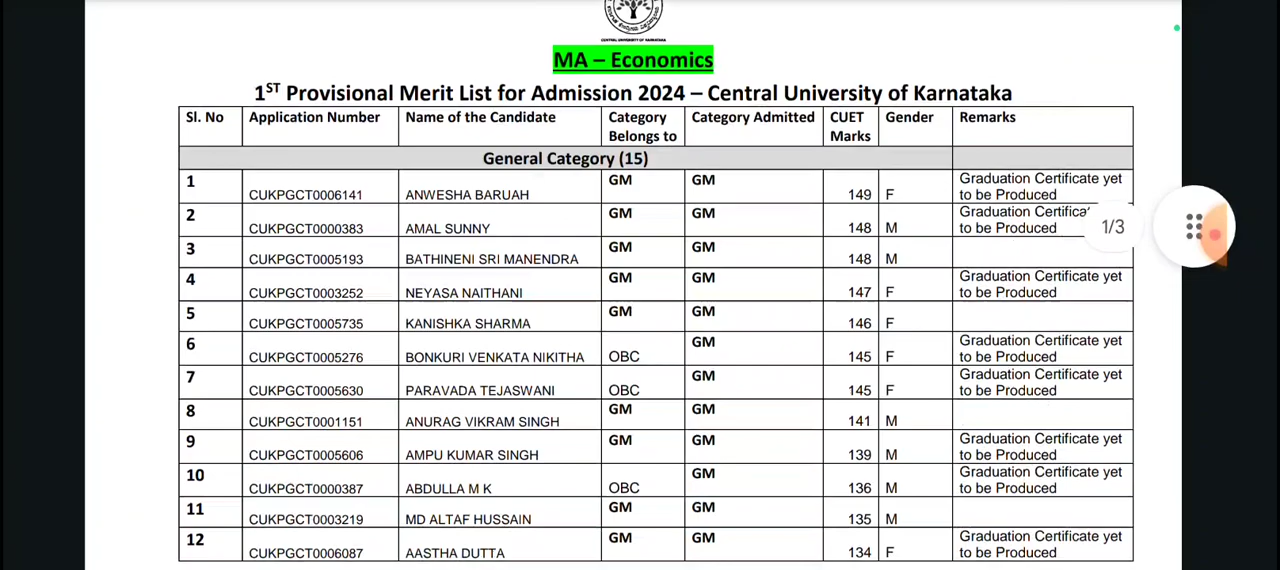 CENTRAL UNIVERSITY OF KARNATAKA
MA – Economics
1ST Provisional Merit List for Admission 2024 – Central University of Karnataka
Sl. No Application Number Name of the Candidate Category Belongs to Category Admitted CUET Marks Gender Remarks
General Category (15)
1 CUKPGCT0006141 ANWESHA BARUAH GM GM 149 F Graduation Certificate yet to be Produced
2 CUKPGCT0000383 AMAL SUNNY GM GM 148 M Graduation to be Produced
1/3
3 CUKPGCT0005193 BATHINENI SRI MANENDRA GM GM 148 M
4 CUKPGCT0003252 NEYASA NAITHANI GM GM 147 F Graduation Certificate yet to be Produced
5 CUKPGCT0005735 KANISHKA SHARMA GM GM 146 F
6 CUKPGCT0005276 BONKURI VENKATA NIKITHA OBC GM 145 F Graduation Certificate yet to be Produced
7 CUKPGCT0005630 PARAVADA TEJASWANI OBC GM 145 F Graduation Certificate yet to be Produced
8 CUKPGCT0001151 ANURAG VIKRAM SINGH GM GM 141 M
9 CUKPGCT0005606 AMPU KUMAR SINGH GM GM 139 M Graduation Certificate yet to be Produced
10 CUKPGCT0000387 ABDULLA M K OBC GM 136 M Graduation Certificate yet to be Produced
11 CUKPGCT0003219 MD ALTAF HUSSAIN GM GM 135 M
12 CUKPGCT0006087 AASTHA DUTTA GM GM 134 F Graduation Certificate yet to be Produced